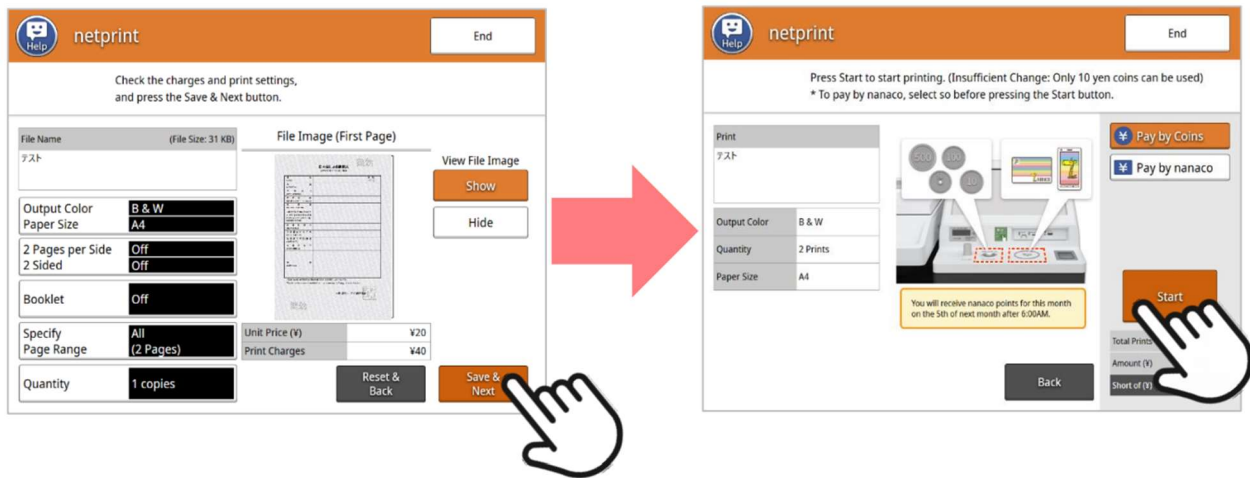 Help
netprint
End
Check the charges and print settings,
and press the Save & Next button.
File Name
(File Size: 31 KB)
テスト
Output Color
B & W
Paper Size
A4
2 Pages per Side
Off
2 Sided
Off
Booklet
Off
Specify
All
Page Range
(2 Pages)
Quantity
1 copies
File Image (First Page)
Unit Price (¥)
¥20
Print Charges
¥40
View File Image
Show
Hide
Reset &
Back
Save &
Next
Help
netprint
End
Press Start to start printing. (Insufficient Change: Only 10 yen coins can be used)
* To pay by nanaco, select so before pressing the Start button.
Print
テスト
Output Color
B & W
Quantity
2 Prints
Paper Size
A4
500
100
10
You will receive nanaco points for this month
on the 5th of next month after 6:00AM.
¥ Pay by Coins
¥ Pay by nanaco
Start
Total Prints
Amount (¥)
Short of (¥)
Back